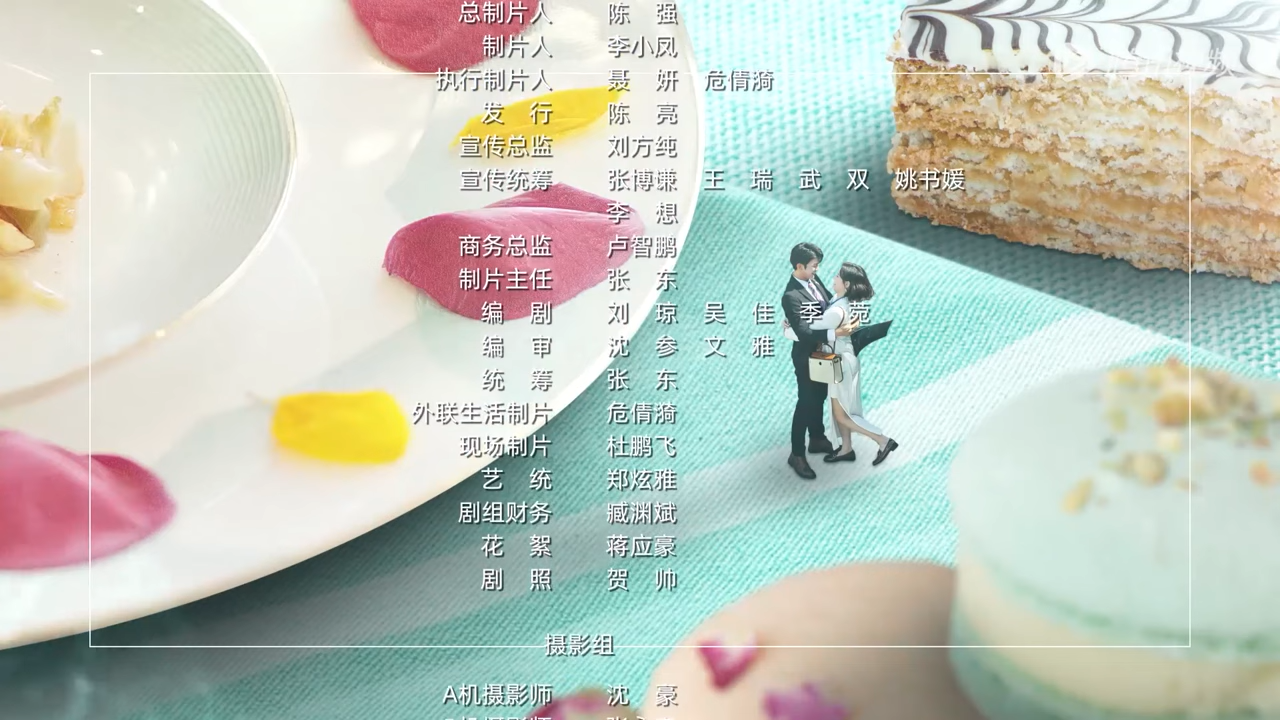 总制片人 陈 强
制片人 李小凤
执行制片人 聂 妍 危倩漪
发 行 陈 亮
宣传总监 刘方纯
宣传统筹 张博谦 王 瑞 武 双 姚书媛
李 想
商务总监 卢智鹏
制片主任 张 东
编 剧 刘 琼 吴 佳 季 菀
编 审 沈 参 文 雅
统 筹 张 东
外联生活制片 危倩漪
现场制片 杜鹏飞
艺 统 郑炫雅
剧组财务 臧渊斌
花 絮 蒋应豪
剧 照 贺 帅
摄影组
A机摄影师 沈 豪